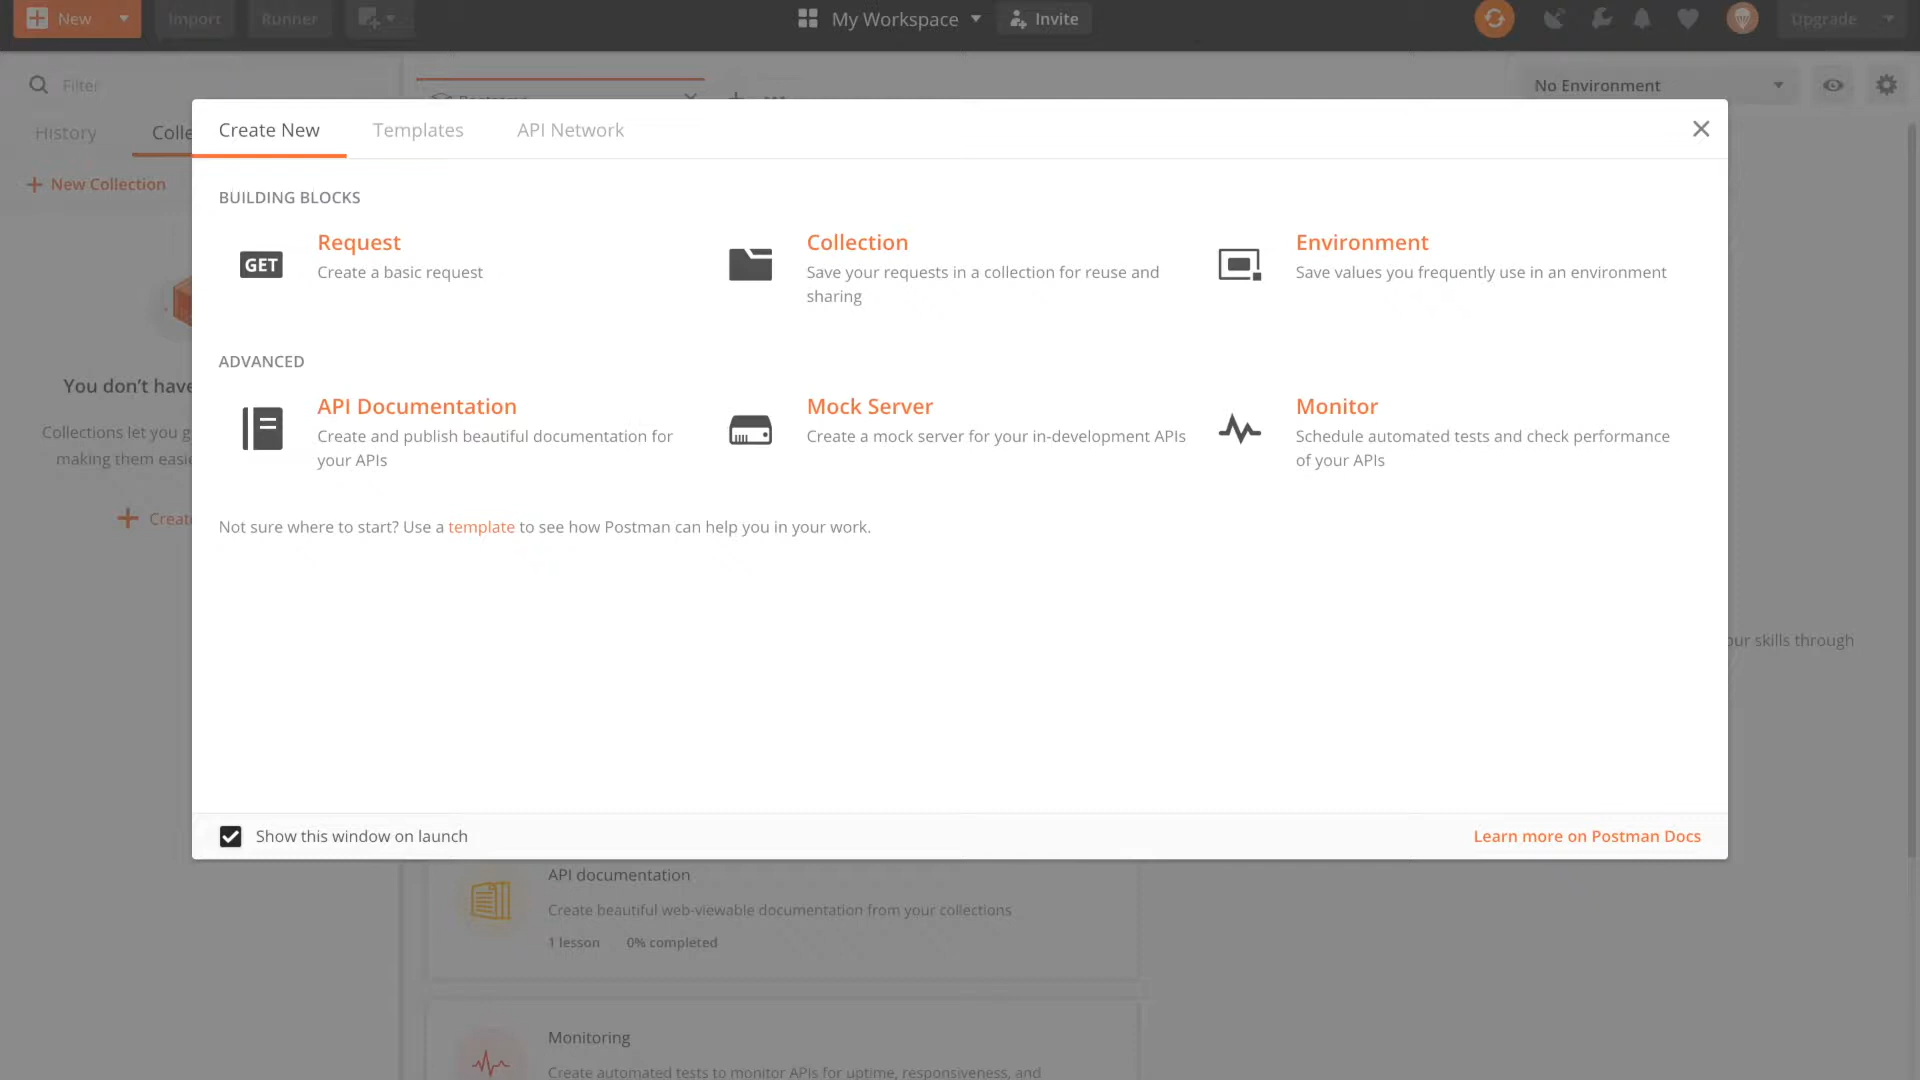 New
Import
Runner
My Workspace
Invite
Upgrade
Filter
No Environment
History
Colle
New Collection
You don't have
Collections let you g
making them easie
Creat
Create New
Templates
API Network
BUILDING BLOCKS
GET
Request
Create a basic request
Collection
Save your requests in a collection for reuse and
sharing
Environment
Save values you frequently use in an environment
ADVANCED
API Documentation
Create and publish beautiful documentation for
your APIs
Mock Server
Create a mock server for your in-development APIs
Monitor
Schedule automated tests and check performance
of your APIs
Not sure where to start? Use a template to see how Postman can help you in your work.
our skills through
Show this window on launch
Learn more on Postman Docs
API documentation
Create beautiful web-viewable documentation from your collections
1 lesson 0% completed
Monitoring
Create automated tests to monitor APIs for uptime, responsiveness, and